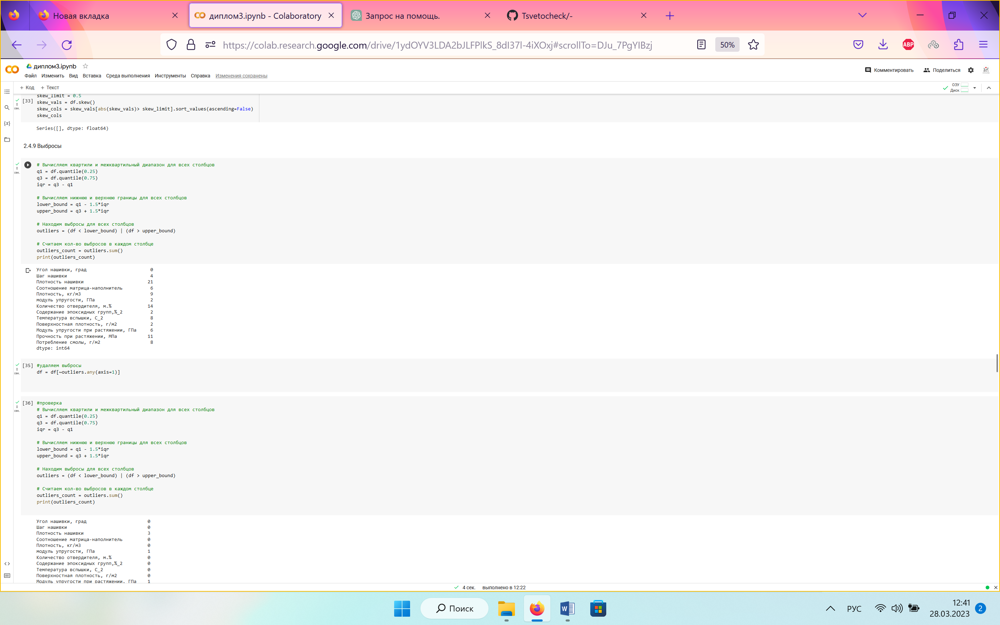 Новая вкладка
диплом3.ipynb - Colaboratory
Запрос на помощь.
Tsvetocheck/-
https://colab.research.google.com/drive/1ydOYV3LDA2bJLFPlkS_8dI37l-4iXOxj#scrollTo=DJu_7PgYIBzj
50%
ABP
диплом3.ipynb
Файл Изменить Вид Вставка Среда выполнения Инструменты Справка Изменения сохранены
Комментировать
Поделиться
+ Код + Текст
ОЗУ
Диск
0
сек.
[33]
skew_limit = 0.5
skew_vals = df.skew()
skew_cols = skew_vals[abs(skew_vals)> skew_limit].sort_values(ascending=False)
skew_cols
Series([], dtype: float64)
2.4.9 Выбросы
0
сек.
# Вычисляем квартили и межквартильный диапазон для всех столбцов
q1 = df.quantile(0.25)
q3 = df.quantile(0.75)
iqr = q3 - q1
# Вычисляем нижнюю и верхнюю границы для всех столбцов
lower_bound = q1 - 1.5*iqr
upper_bound = q3 + 1.5*iqr
# Находим выбросы для всех столбцов
outliers = (df < lower_bound) | (df > upper_bound)
# Считаем кол-во выбросов в каждом столбце
outliers_count = outliers.sum()
print(outliers_count)
Угол нашивки, град 0
Шаг нашивки 4
Плотность нашивки 21
Соотношение матрица-наполнитель 6
Плотность, кг/м3 9
модуль упругости, ГПа 2
Количество отвердителя, м.% 14
Содержание эпоксидных групп,%_2 2
Температура вспышки, С_2 8
Поверхностная плотность, г/м2 2
Модуль упругости при растяжении, ГПа 6
Прочность при растяжении, МПа 11
Потребление смолы, г/м2 8
dtype: int64
0
сек.
[35] #удаляем выбросы
df = df[~outliers.any(axis=1)]
0
сек.
[36] #проверка
# Вычисляем квартили и межквартильный диапазон для всех столбцов
q1 = df.quantile(0.25)
q3 = df.quantile(0.75)
iqr = q3 - q1
# Вычисляем нижнюю и верхнюю границы для всех столбцов
lower_bound = q1 - 1.5*iqr
upper_bound = q3 + 1.5*iqr
# Находим выбросы для всех столбцов
outliers = (df < lower_bound) | (df > upper_bound)
# Считаем кол-во выбросов в каждом столбце
outliers_count = outliers.sum()
print(outliers_count)
Угол нашивки, град 0
Шаг нашивки 0
Плотность нашивки 3
Соотношение матрица-наполнитель 0
Плотность, кг/м3 0
модуль упругости, ГПа 1
Количество отвердителя, м.% 0
Содержание эпоксидных групп,%_2 0
Температура вспышки, С_2 0
Поверхностная плотность, г/м2 0
Модуль упругости при растяжении, ГПа 1
4 сек. выполнено в 12:22
Поиск
W
РУС
12:41
28.03.2023
2